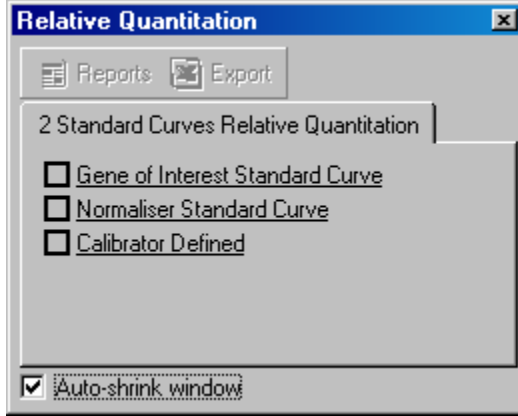 Relative Quantitation
Reports Export
2 Standard Curves Relative Quantitation
Gene of Interest Standard Curve
Normaliser Standard Curve
Calibrator Defined
Auto-shrink window